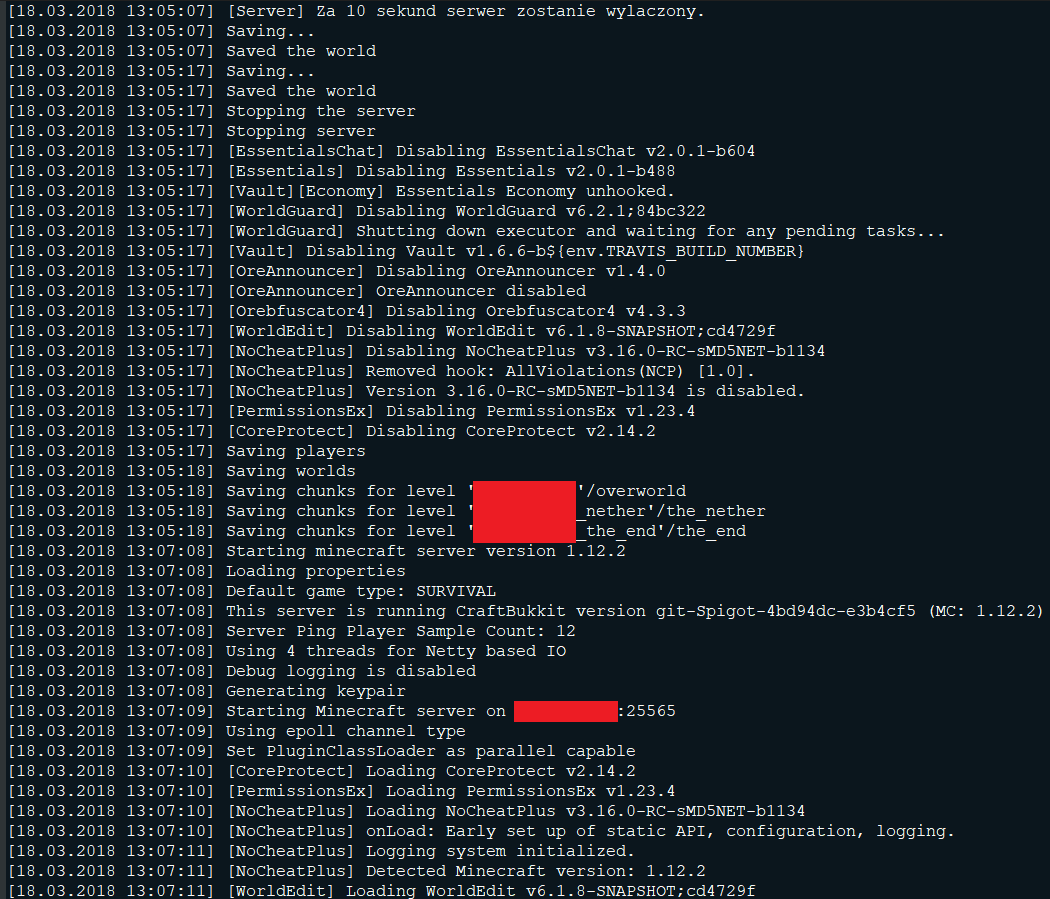 [18.03.2018 13:05:07] [Server] Za 10 sekund serwer zostanie wylaczony.
[18.03.2018 13:05:07] Saving...
[18.03.2018 13:05:07] Saved the world
[18.03.2018 13:05:17] Saving...
[18.03.2018 13:05:17] Saved the world
[18.03.2018 13:05:17] Stopping the server
[18.03.2018 13:05:17] Stopping server
[18.03.2018 13:05:17] [EssentialsChat] Disabling EssentialsChat v2.0.1-b604
[18.03.2018 13:05:17] [Essentials] Disabling Essentials v2.0.1-b488
[18.03.2018 13:05:17] [Vault][Economy] Essentials Economy unhooked.
[18.03.2018 13:05:17] [WorldGuard] Disabling WorldGuard v6.2.1;84bc322
[18.03.2018 13:05:17] [WorldGuard] Shutting down executor and waiting for any pending tasks...
[18.03.2018 13:05:17] [Vault] Disabling Vault v1.6.6-b${env.TRAVIS_BUILD_NUMBER}
[18.03.2018 13:05:17] [OreAnnouncer] Disabling OreAnnouncer v1.4.0
[18.03.2018 13:05:17] [OreAnnouncer] OreAnnouncer disabled
[18.03.2018 13:05:17] [Orebfuscator4] Disabling Orebfuscator4 v4.3.3
[18.03.2018 13:05:17] [WorldEdit] Disabling WorldEdit v6.1.8-SNAPSHOT;cd4729f
[18.03.2018 13:05:17] [NoCheatPlus] Disabling NoCheatPlus v3.16.0-RC-sMD5NET-b1134
[18.03.2018 13:05:17] [NoCheatPlus] Removed hook: AllViolations(NCP) [1.0].
[18.03.2018 13:05:17] [NoCheatPlus] Version 3.16.0-RC-sMD5NET-b1134 is disabled.
[18.03.2018 13:05:17] [PermissionsEx] Disabling PermissionsEx v1.23.4
[18.03.2018 13:05:17] [CoreProtect] Disabling CoreProtect v2.14.2
[18.03.2018 13:05:17] Saving players
[18.03.2018 13:05:18] Saving worlds
[18.03.2018 13:05:18] Saving chunks for level ' '/overworld
[18.03.2018 13:05:18] Saving chunks for level ' _nether'/the_nether
[18.03.2018 13:05:18] Saving chunks for level ' _the_end'/the_end
[18.03.2018 13:07:08] Starting minecraft server version 1.12.2
[18.03.2018 13:07:08] Loading properties
[18.03.2018 13:07:08] Default game type: SURVIVAL
[18.03.2018 13:07:08] This server is running CraftBukkit version git-Spigot-4bd94dc-e3b4cf5 (MC: 1.12.2)
[18.03.2018 13:07:08] Server Ping Player Sample Count: 12
[18.03.2018 13:07:08] Using 4 threads for Netty based IO
[18.03.2018 13:07:08] Debug logging is disabled
[18.03.2018 13:07:08] Generating keypair
[18.03.2018 13:07:09] Starting Minecraft server on :25565
[18.03.2018 13:07:09] Using epoll channel type
[18.03.2018 13:07:09] Set PluginClassLoader as parallel capable
[18.03.2018 13:07:10] [CoreProtect] Loading CoreProtect v2.14.2
[18.03.2018 13:07:10] [PermissionsEx] Loading PermissionsEx v1.23.4
[18.03.2018 13:07:10] [NoCheatPlus] Loading NoCheatPlus v3.16.0-RC-sMD5NET-b1134
[18.03.2018 13:07:10] [NoCheatPlus] onLoad: Early set up of static API, configuration, logging.
[18.03.2018 13:07:11] [NoCheatPlus] Logging system initialized.
[18.03.2018 13:07:11] [NoCheatPlus] Detected Minecraft version: 1.12.2
[18.03.2018 13:07:11] [WorldEdit] Loading WorldEdit v6.1.8-SNAPSHOT;cd4729f